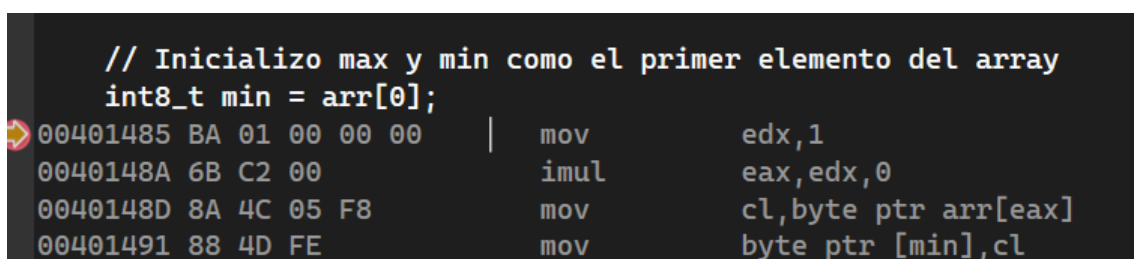 // Inicializo max y min como el primer elemento del array
int8_t min = arr[0];
00401485 BA 01 00 00 00 mov edx,1
0040148A 6B C2 00 imul eax,edx,0
0040148D 8A 4C 05 F8 mov cl,byte ptr arr[eax]
00401491 88 4D FE mov byte ptr [min],cl